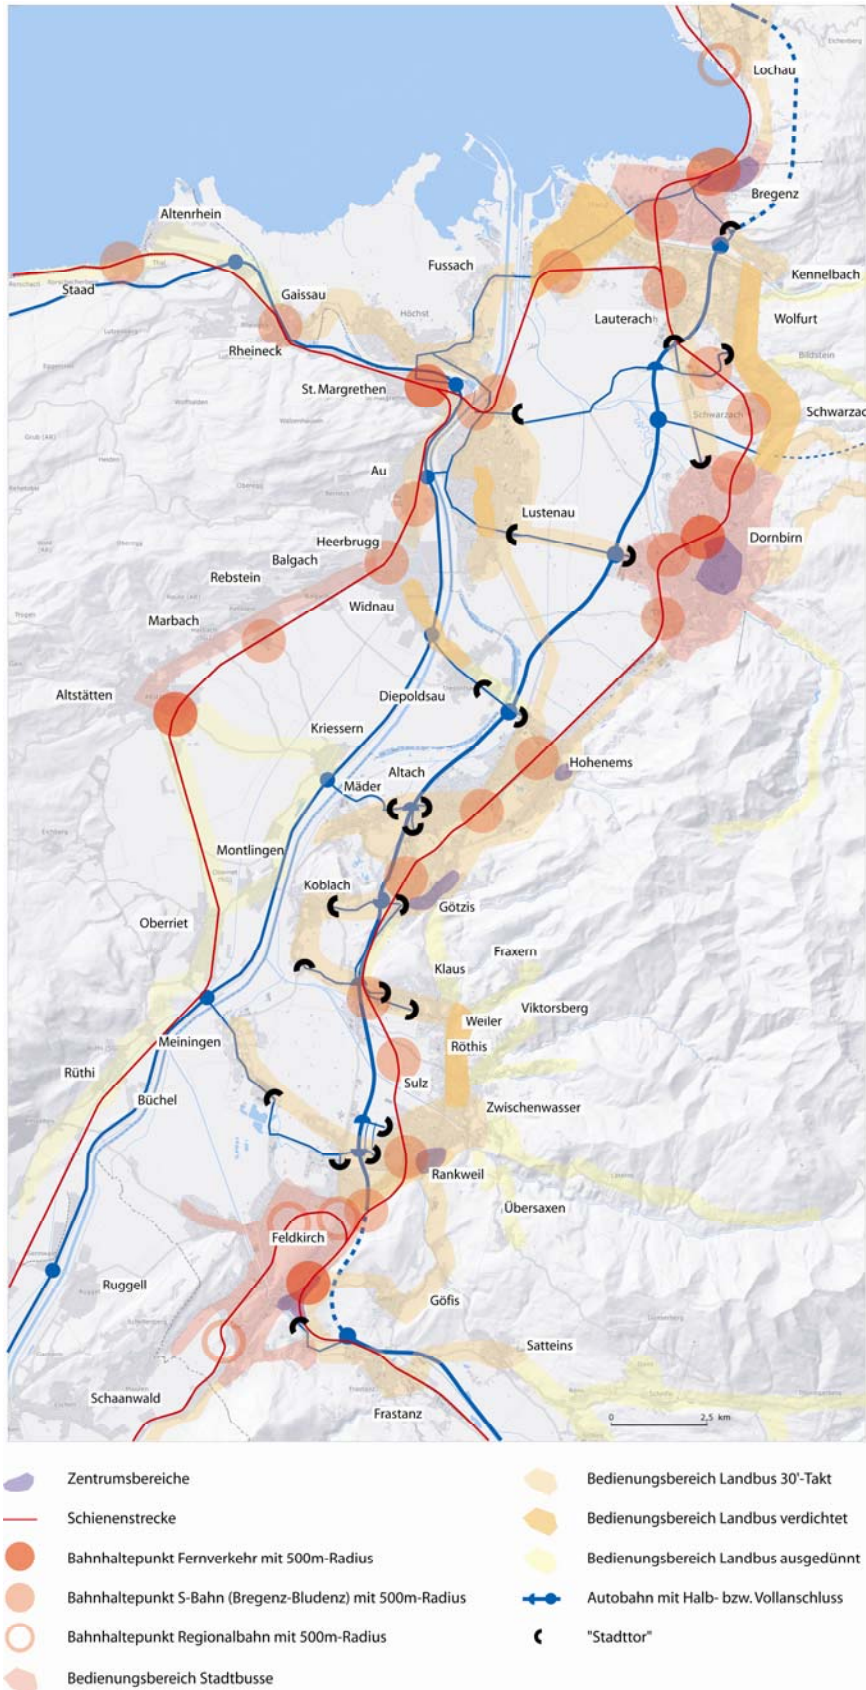 Lochau
Bregenz
Altenrhein
Kennelbach
Fussach
Staad
Gaissau
Höchst
Lauterach
Wolfurt
Rheineck
Bildstein
St. Margrethen
Schwarzach
Schwarzac
Au
Lustenau
Dornbirn
Heerbrugg
Balgach
Rebstein
Widnau
Marbach
Altstätten
Diepoldsau
Kriessern
Hohenems
Altach
Mäder
Montlingen
Koblach
Götzis
Oberriet
Fraxern
Klaus
Viktorsberg
Weiler
Meiningen
Röthis
Rüthi
Sulz
Büchel
Zwischenwasser
Rankweil
Übersaxen
Feldkirch
Ruggell
Göfis
Satteins
Schaanwald
Frastanz
0 2,5 km
Zentrumsbereiche
Schienenstrecke
Bahnhaltepunkt Fernverkehr mit 500m-Radius
Bahnhaltepunkt S-Bahn (Bregenz-Bludenz) mit 500m-Radius
Bahnhaltepunkt Regionalbahn mit 500m-Radius
Bedienungsbereich Stadtbusse
Bedienungsbereich Landbus 30'-Takt
Bedienungsbereich Landbus verdichtet
Bedienungsbereich Landbus ausgedünnt
Autobahn mit Halb- bzw. Vollanschluss
"Stadttor"